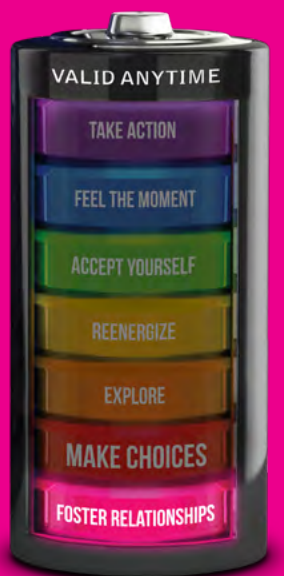 VALID ANYTIME
TAKE ACTION
FEEL THE MOMENT
ACCEPT YOURSELF
REENERGIZE
EXPLORE
MAKE CHOICES
FOSTER RELATIONSHIPS